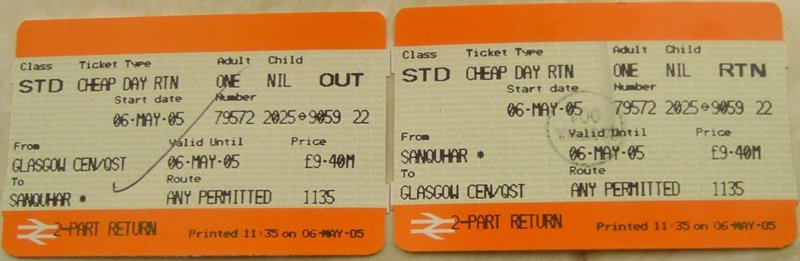 Class Ticket Type Adult Child
STD CHEAP DAY RTN ONE NIL OUT
Start date Number
06-MAY-05 79572 2025 9059 22
From Valid Until Price
GLASGOW CEN/QST 06-MAY-05 £9-40M
To Route
SANQUHAR * ANY PERMITTED 1135
2-PART RETURN Printed 11:35 on 06-MAY-05
Class Ticket Type Adult Child
STD CHEAP DAY RTN ONE NIL RTN
Start date Number
06-MAY-05 79572 2025 9059 22
From Valid Until Price
SANQUHAR * 06-MAY-05 £9-40M
To Route
GLASGOW CEN/QST ANY PERMITTED 1135
2-PART RETURN Printed 11:35 on 06-MAY-05